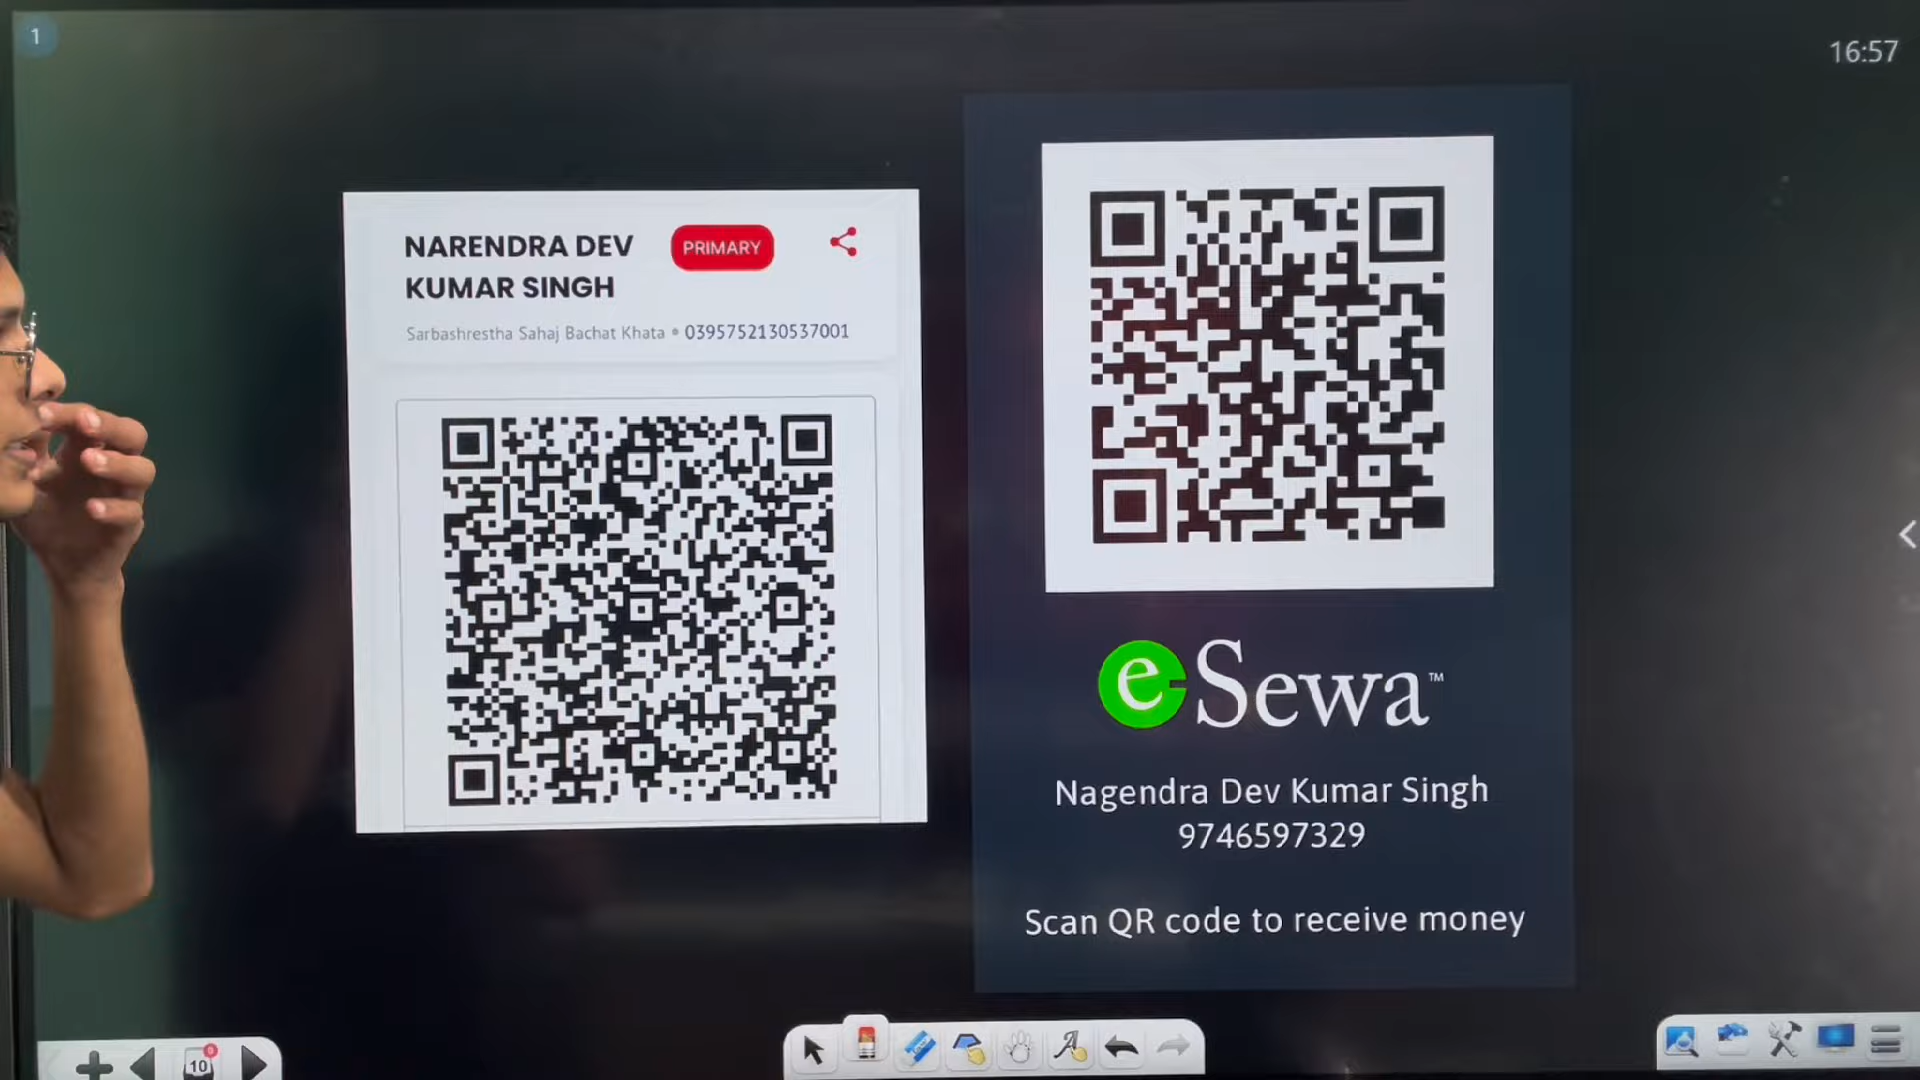 1
16:57
NARENDRA DEV
KUMAR SINGH
PRIMARY
Sarbashrestha Sahaj Bachat Khata • 0395752130537001
eSewa™
Nagendra Dev Kumar Singh
9746597329
Scan QR code to receive money
10